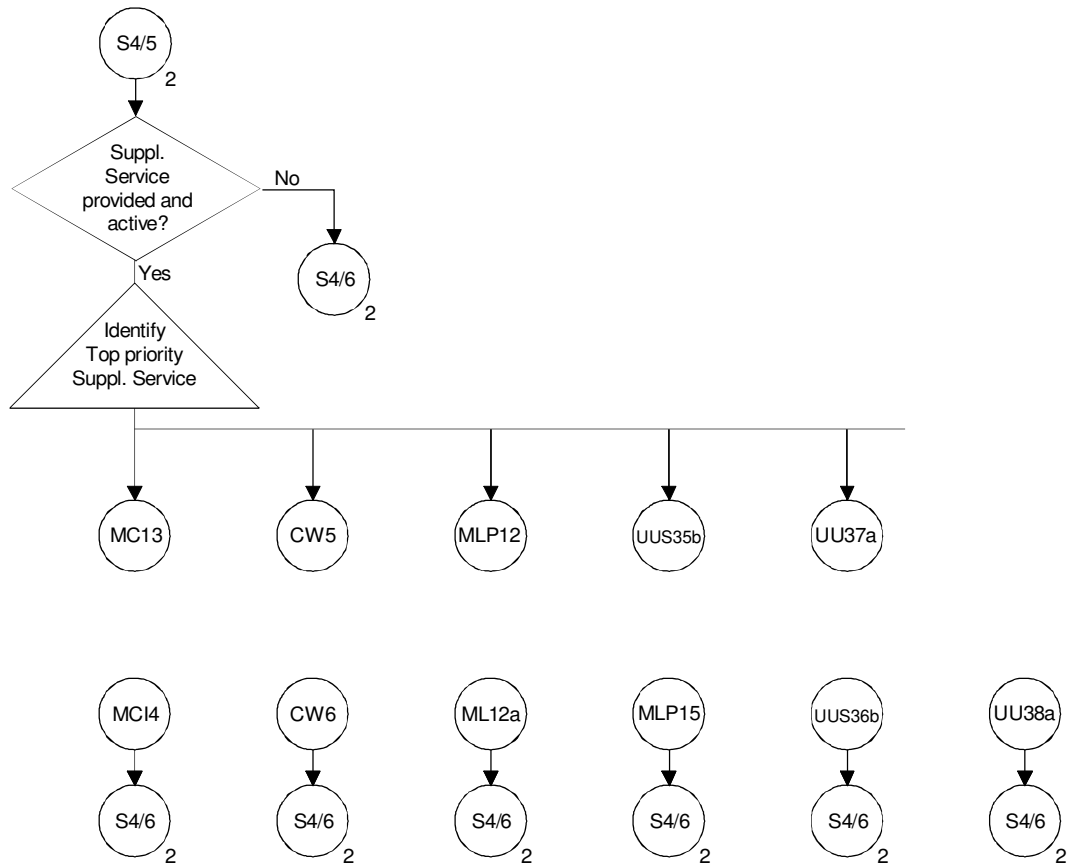 S4/5
2
Suppl.
Service
provided and
active?
No
S4/6
2
Yes
Identify
Top priority
Suppl. Service
MC13
CW5
MLP12
UUS35b
UU37a
MCI4
CW6
ML12a
MLP15
UUS36b
UU38a
S4/6
2
S4/6
2
S4/6
2
S4/6
2
S4/6
2
S4/6
2